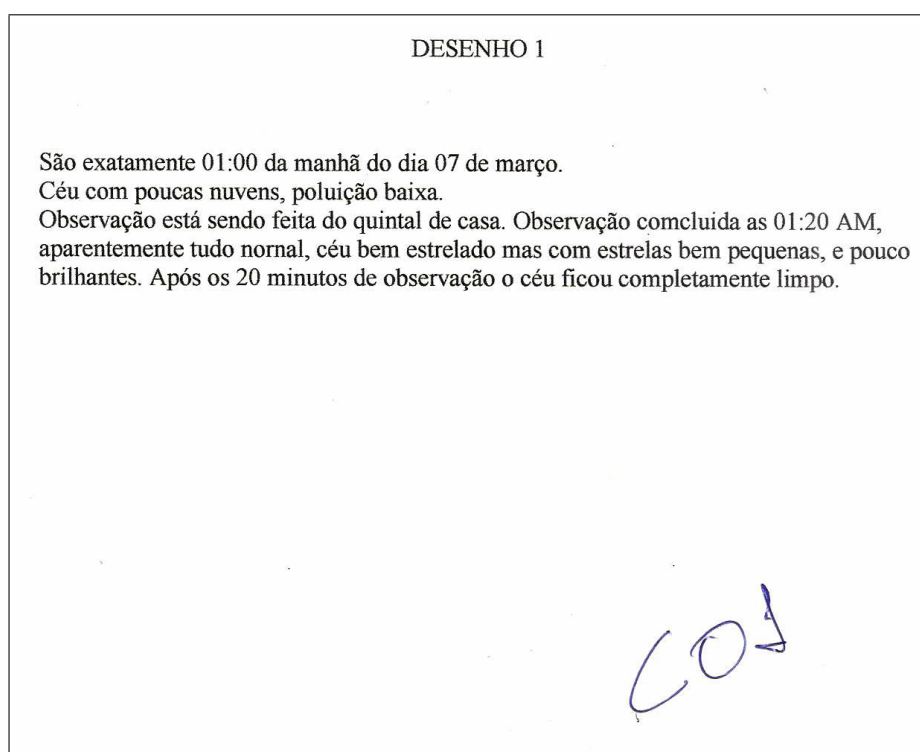 DESENHO 1
São exatamente 01:00 da manhã do dia 07 de março.
Céu com poucas nuvens, poluição baixa.
Observação está sendo feita do quintal de casa. Observação comcluida as 01:20 AM,
aparentemente tudo nornal, céu bem estrelado mas com estrelas bem pequenas, e pouco
brilhantes. Após os 20 minutos de observação o céu ficou completamente limpo.